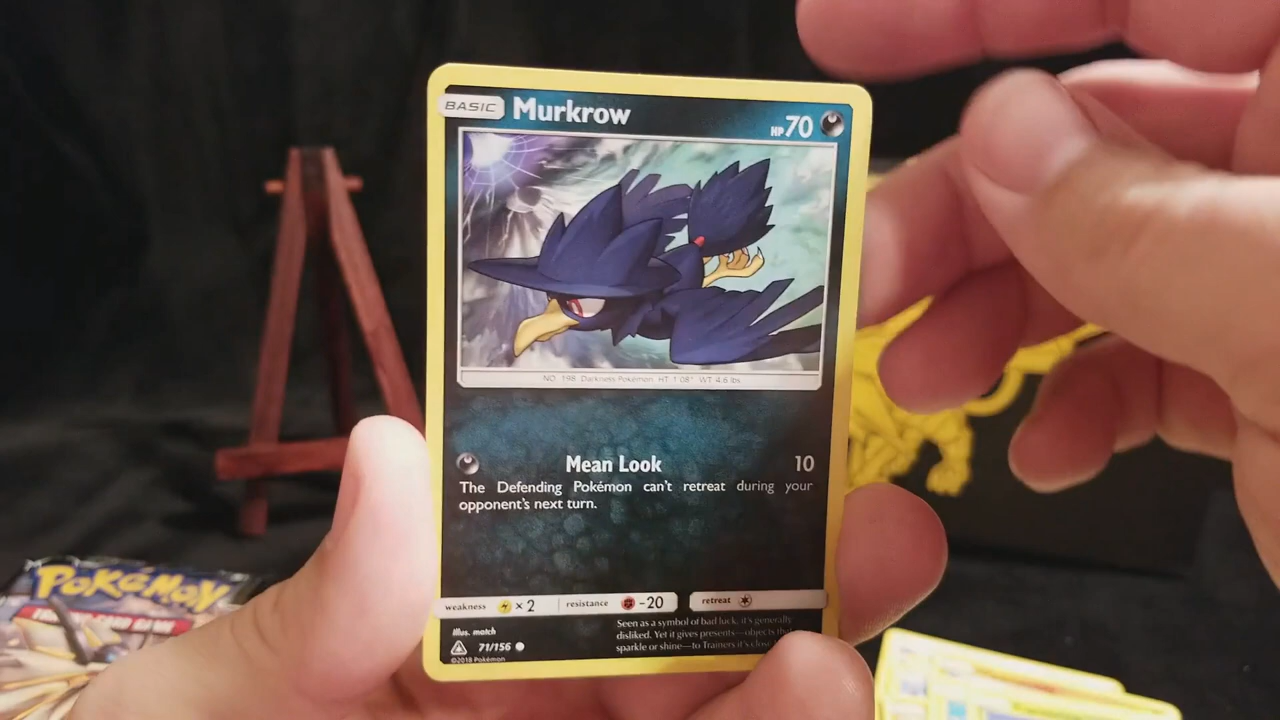 BASIC Murkrow HP 70
NO. 198 Darkness Pokémon HT: 1'08" WT: 4.6 lbs.
Mean Look 10
The Defending Pokémon can't retreat during your
opponent's next turn.
weakness × 2 resistance -20 retreat
Illus. match
71/156
©2018 Pokémon
Seen as a symbol of bad luck, it's generally
disliked. Yet it gives presents—objects that
sparkle or shine—to Trainers it's close
POKÉMON